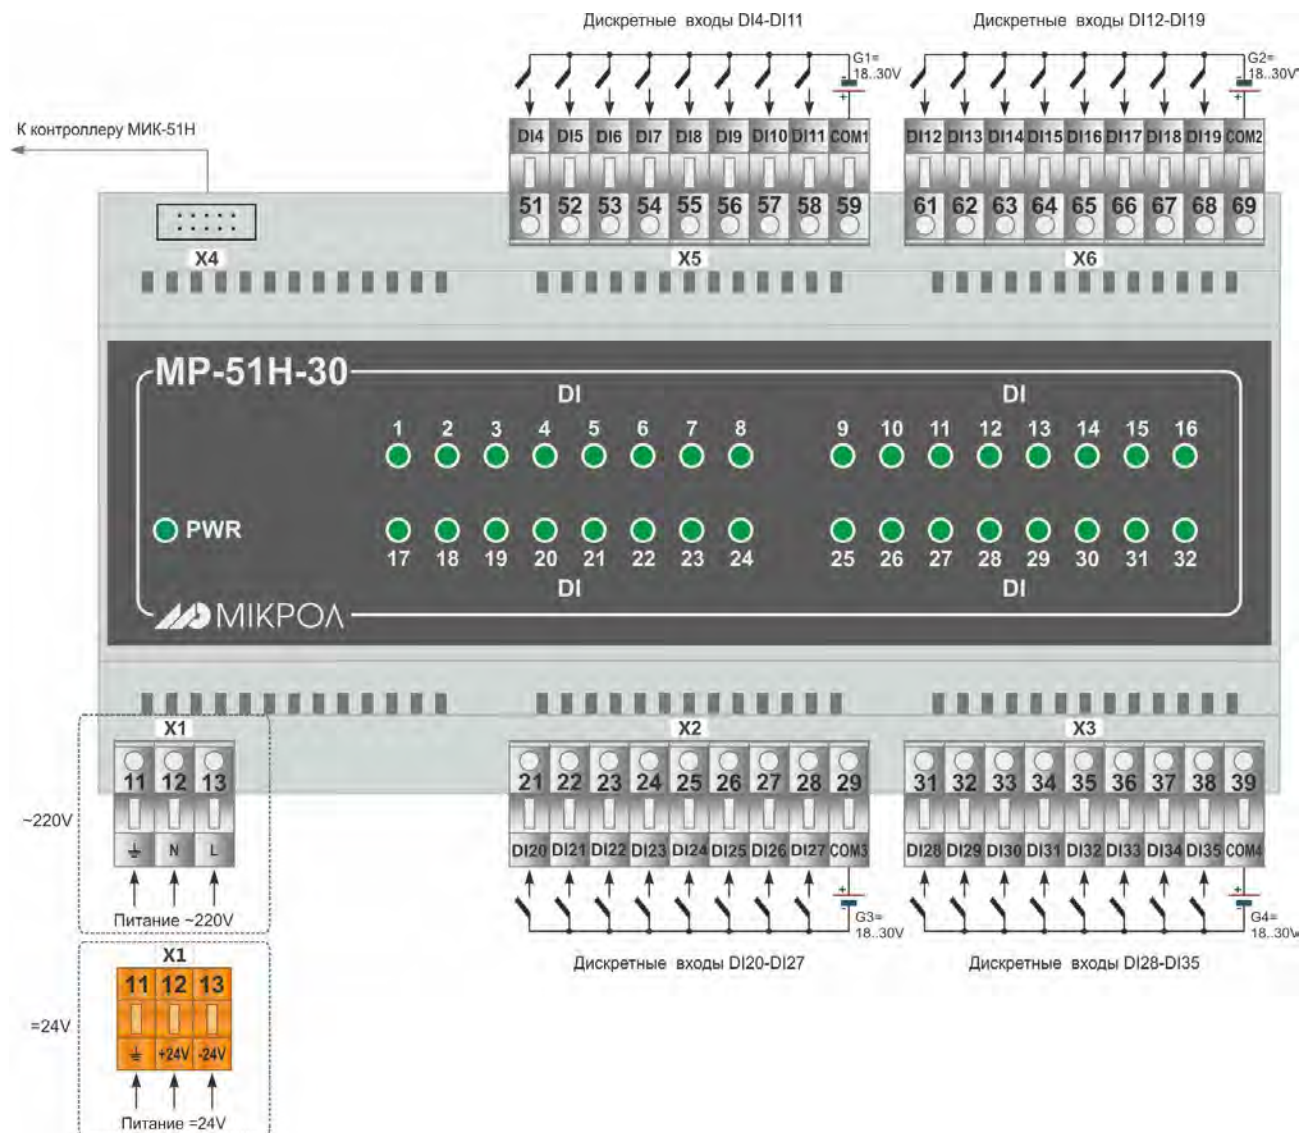 Дискретные входы DI4-DI11
Дискретные входы DI12-DI19
G1=
18..30V
G2=
18..30V
К контроллеру МИК-51Н
DI4 DI5 DI6 DI7 DI8 DI9 DI10 DI11 COM1
DI12 DI13 DI14 DI15 DI16 DI17 DI18 DI19 COM2
51 52 53 54 55 56 57 58 59
61 62 63 64 65 66 67 68 69
X4
X5
X6
MP-51H-30
DI
DI
1 2 3 4 5 6 7 8
9 10 11 12 13 14 15 16
PWR
17 18 19 20 21 22 23 24
25 26 27 28 29 30 31 32
DI
DI
МІКРОЛ
X1
X2
X3
11 12 13
21 22 23 24 25 26 27 28 29
31 32 33 34 35 36 37 38 39
~220V
N L
DI20 DI21 DI22 DI23 DI24 DI25 DI26 DI27 COM3
DI28 DI29 DI30 DI31 DI32 DI33 DI34 DI35 COM4
+
-
G3=
18..30V
+
-
G4=
18..30V
Питание ~220V
Дискретные входы DI20-DI27
Дискретные входы DI28-DI35
X1
11 12 13
=24V
+24V -24V
Питание =24V